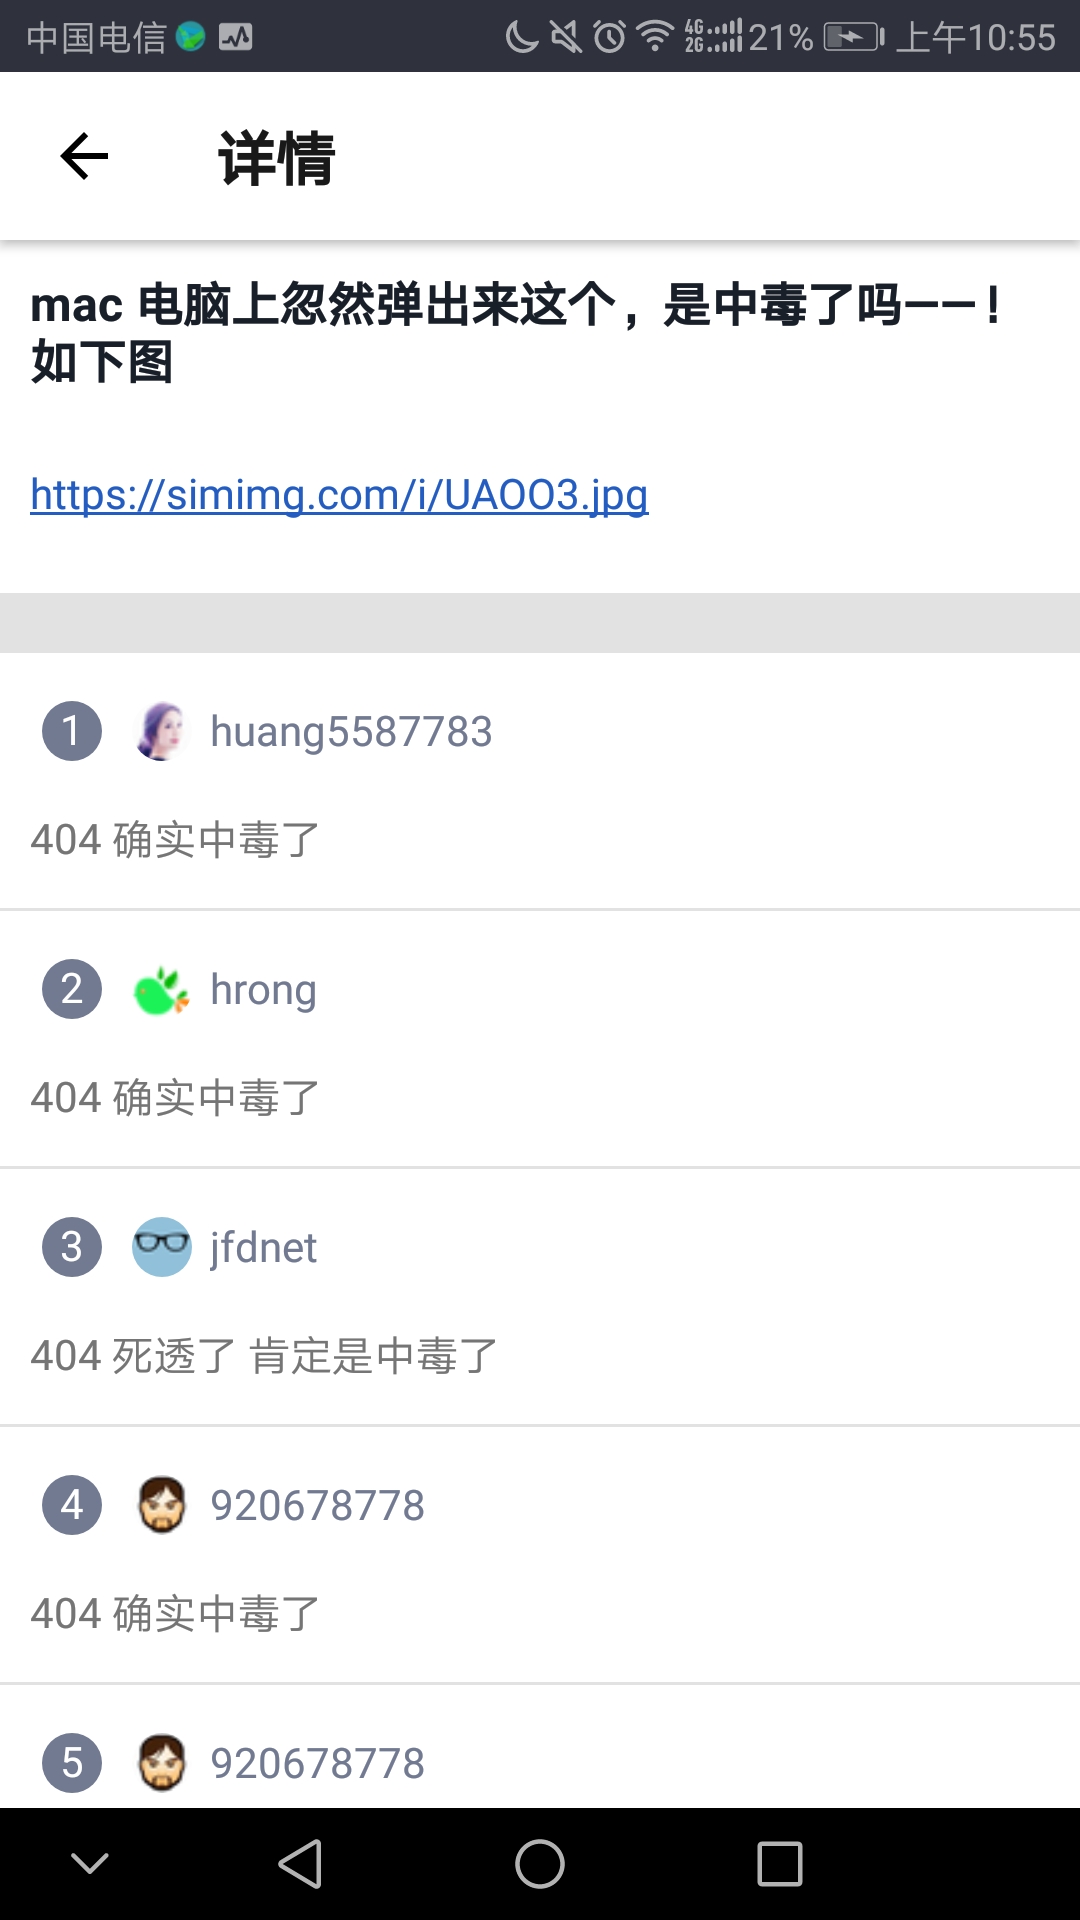 中国电信 4G 2G 21% 上午10:55
详情
mac 电脑上忽然弹出来这个，是中毒了吗——！
如下图
https://simimg.com/i/UAOO3.jpg
1 huang5587783
404 确实中毒了
2 hrong
404 确实中毒了
3 jfdnet
404 死透了 肯定是中毒了
4 920678778
404 确实中毒了
5 920678778